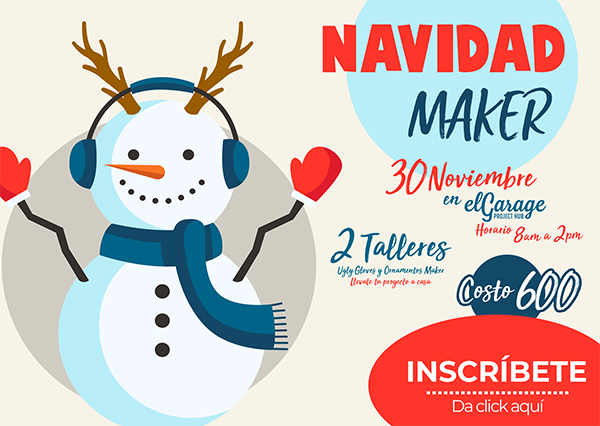 NAVIDAD
MAKER
30 Noviembre
en elGarage
PROJECT HUB
Horario 8am a 2pm
2 Talleres
Ugly Gloves y Ornamentos Maker
Llevate tu proyecto a casa
Costo 600
INSCRÍBETE
Da click aquí